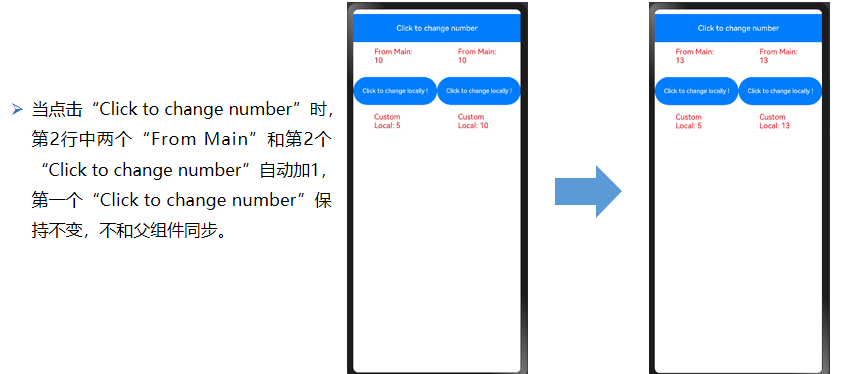 当点击“Click to change number”时，
第2行中两个“From Main”和第2个
“Click to change number”自动加1，
第一个“Click to change number”保
持不变，不和父组件同步。
Click to change number
From Main:
10
From Main:
10
Click to change locally !
Click to change locally !
Custom
Local: 5
Custom
Local: 10
Click to change number
From Main:
13
From Main:
13
Click to change locally !
Click to change locally !
Custom
Local: 5
Custom
Local: 13